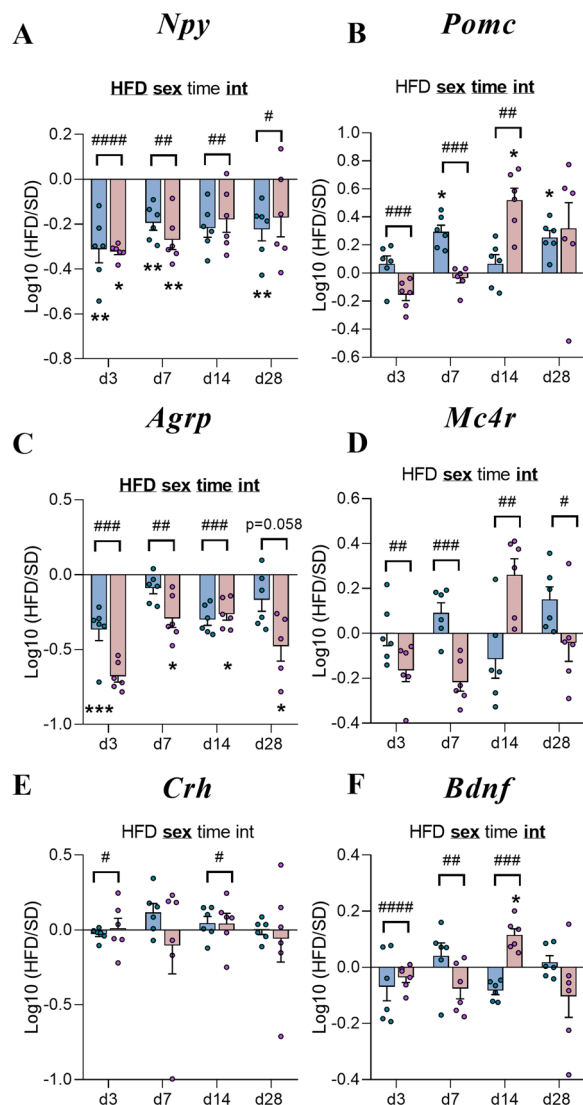 A Npy
HFD sex time int
#### ## ## #
Log10 (HFD/SD)
0.2
0.0
-0.2
-0.4
-0.6
-0.8
** * ** ** **
d3 d7 d14 d28
B Pomc
HFD sex time int
### ### ## 
Log10 (HFD/SD)
1.0
0.8
0.6
0.4
0.2
0.0
-0.2
-0.4
-0.6
* * *
d3 d7 d14 d28
C Agrp
HFD sex time int
### ## ### p=0.058
Log10 (HFD/SD)
0.5
0.0
-0.5
-1.0
*** * * *
d3 d7 d14 d28
D Mc4r
HFD sex time int
## ### ## #
Log10 (HFD/SD)
0.6
0.4
0.2
0.0
-0.2
-0.4
d3 d7 d14 d28
E Crh
HFD sex time int
# #
Log10 (HFD/SD)
1.0
0.5
0.0
-0.5
-1.0
d3 d7 d14 d28
F Bdnf
HFD sex time int
#### ## ###
Log10 (HFD/SD)
0.4
0.2
0.0
-0.2
-0.4
*
d3 d7 d14 d28